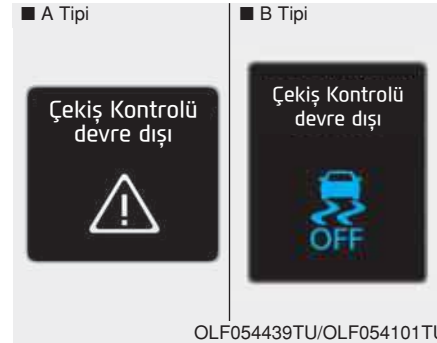 ■ A Tipi
■ B Tipi
Çekiş Kontrolü
devre dışı
Çekiş Kontrolü
devre dışı
OFF
OLF054439TU/OLF054101TU